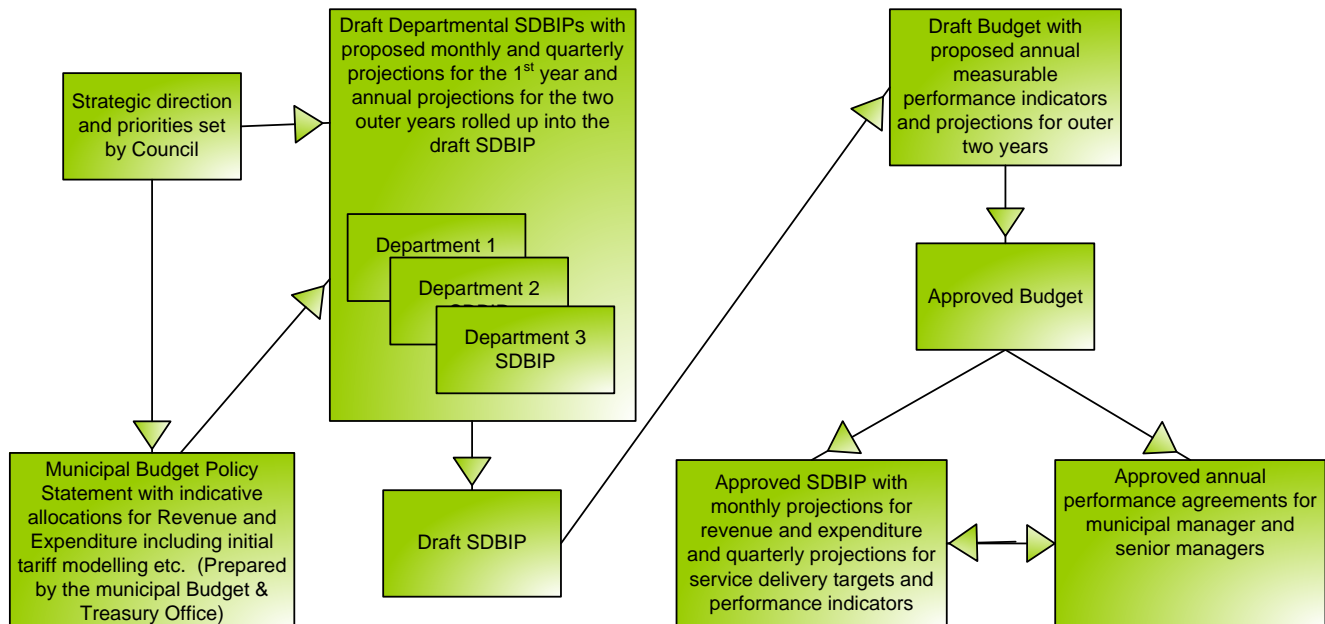 Strategic direction
and priorities set
by Council
Municipal Budget Policy
Statement with indicative
allocations for Revenue and
Expenditure including initial
tariff modelling etc.  (Prepared
by the municipal Budget &
Treasury Office)
Draft Departmental SDBIPs with
proposed monthly and quarterly
projections for the 1st year and
annual projections for the two
outer years rolled up into the
draft SDBIP
Department 1
Department 2
Department 3
SDBIP
Draft SDBIP
Draft Budget with
proposed annual
measurable
performance indicators
and projections for outer
two years
Approved Budget
Approved SDBIP with
monthly projections for
revenue and expenditure
and quarterly projections for
service delivery targets and
performance indicators
Approved annual
performance agreements for
municipal manager and
senior managers